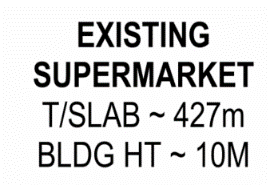 EXISTING
SUPERMARKET
T/SLAB ~ 427m
BLDG HT ~ 10M